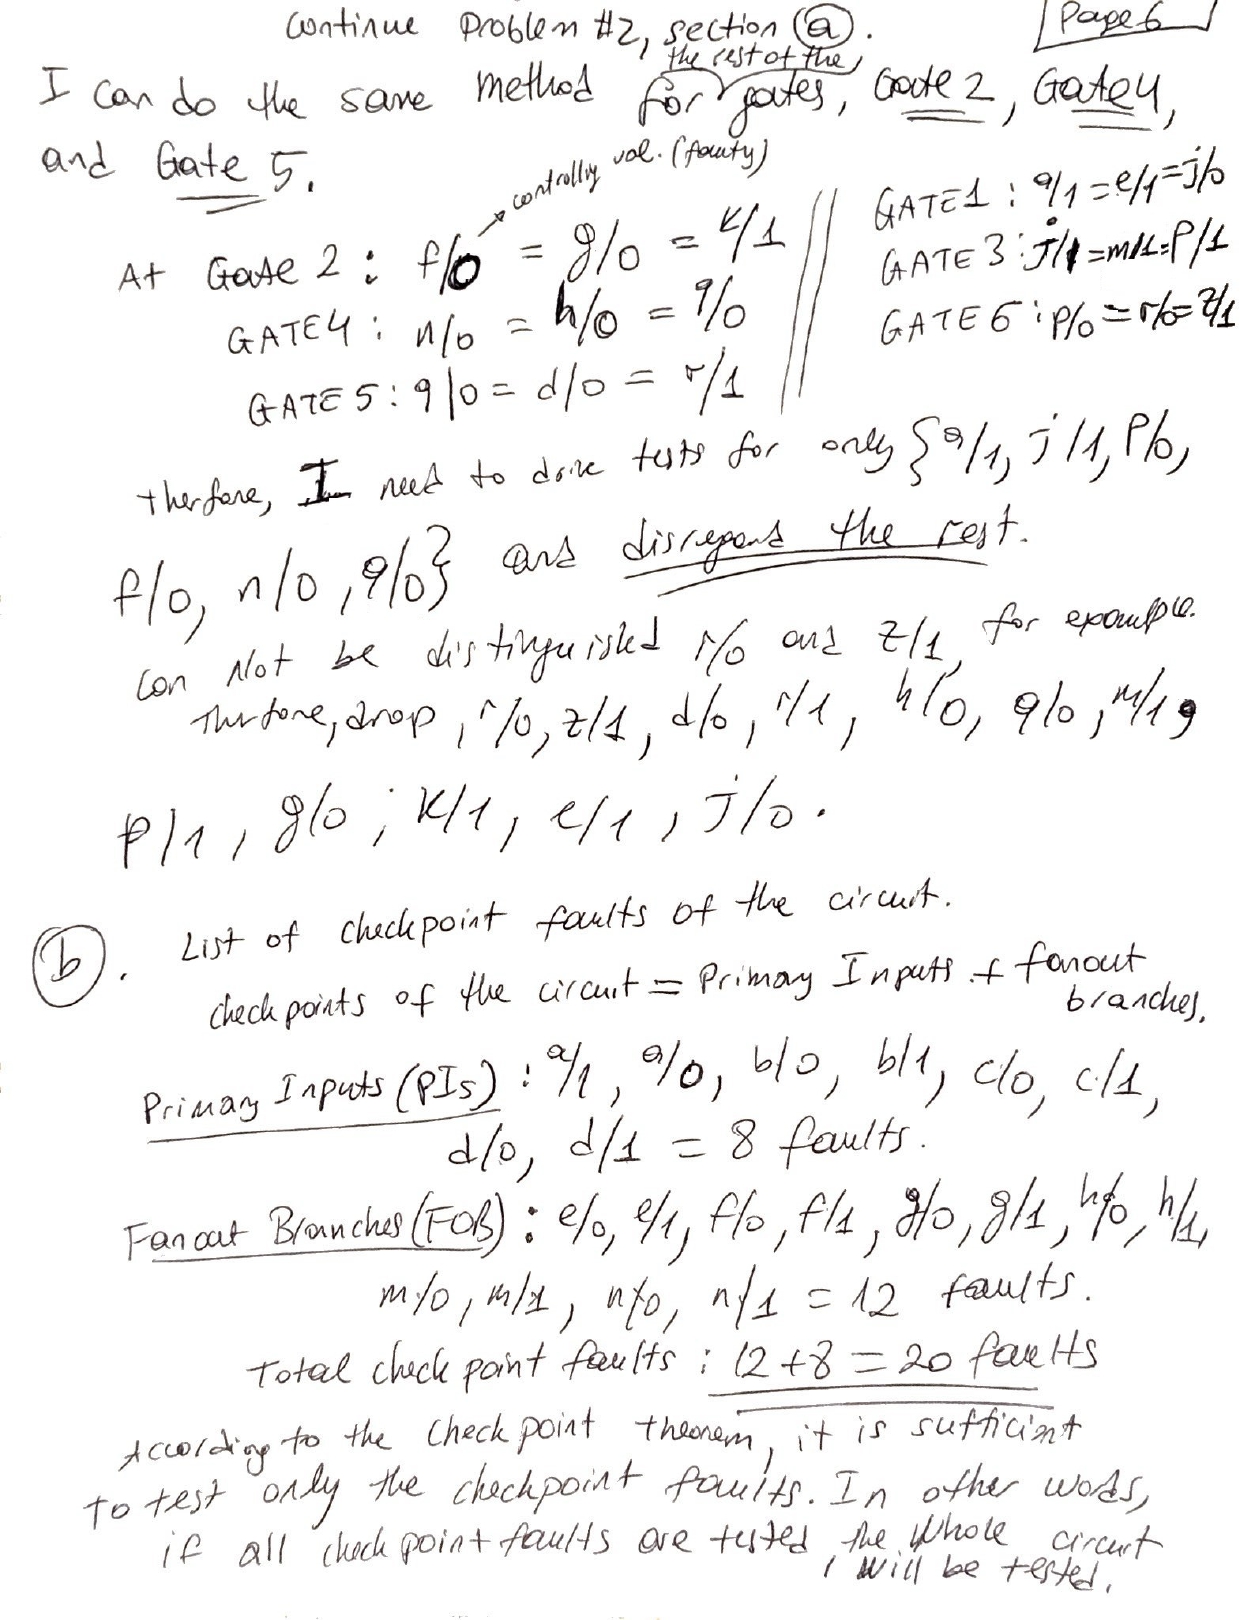 continue Problem #2, section (a).
Page 6
the rest of the
I can do the same method for gates, Gate 2, Gate 4,
and Gate 5.
controlling val. (faulty)
At Gate 2 : f/0 = g/0 = k/1
GATE 4 : n/0 = h/0 = q/0
GATE 5 : q/0 = d/0 = r/1
GATE 1 : a/1 = e/1 = j/0
GATE 3 : j/1 = m/1 = P/1
GATE 6 : p/0 = r/0 = z/1
therfore, I need to drive tests for only {a/1, j/1, P/0,
f/0, n/0, q/0} and disregard the rest.
can Not be distinguished r/0 and z/1, for example.
Therfore, drop, r/0, z/1, d/0, r/1, h/0, q/0, m/1,
P/1, g/0, k/1, e/1, j/0.
(b). List of checkpoint faults of the circuit.
check points of the circuit = Primary Inputs + fanout
branches.
Primary Inputs (PIs) : a/1, a/0, b/0, b/1, c/0, c/1,
d/0, d/1 = 8 faults.
Fanout Branches (FOB) : e/0, e/1, f/0, f/1, g/0, g/1, h/0, h/1,
m/0, m/1, n/0, n/1 = 12 faults.
Total check point faults : 12 + 8 = 20 faults
According to the check point theorem, it is sufficient
to test only the checkpoint faults. In other words,
if all check point faults are tested, the whole circuit
will be tested.